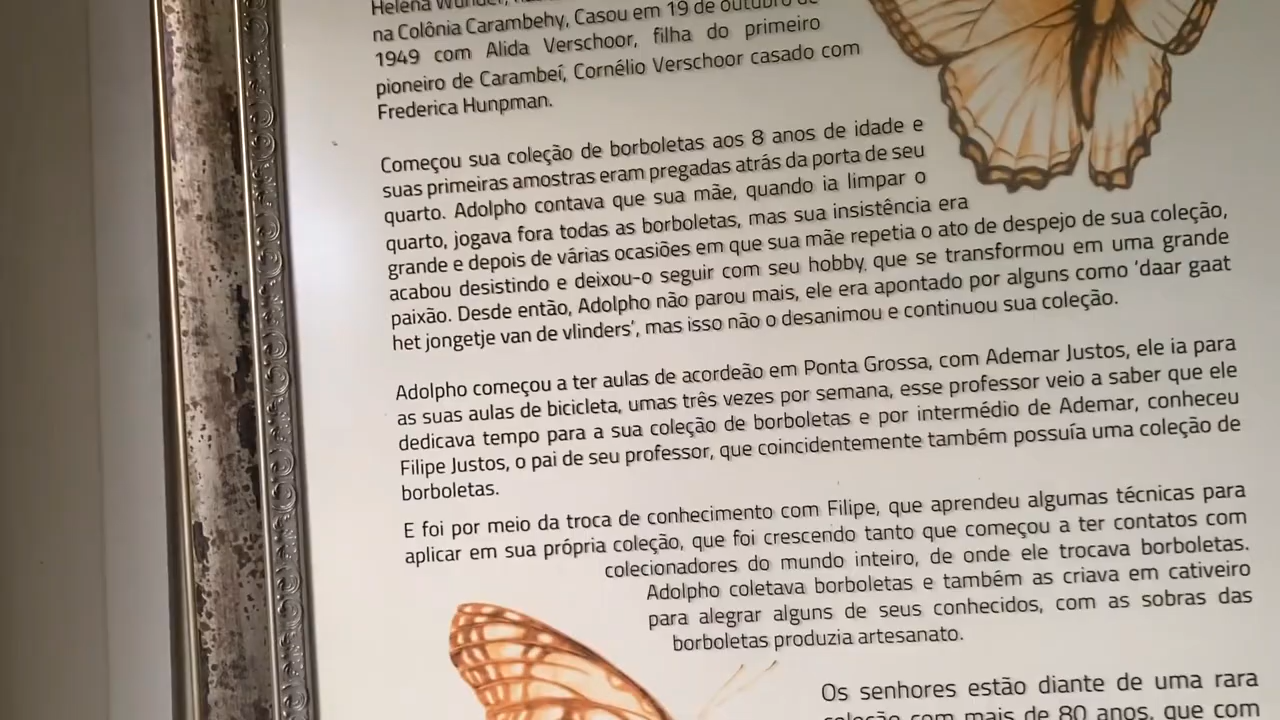 Helena Wunder,
na Colônia Carambehy, Casou em 19 de outubro de
1949 com Alida Verschoor, filha do primeiro
pioneiro de Carambeí, Cornélio Verschoor casado com
Frederica Hunpman.
Começou sua coleção de borboletas aos 8 anos de idade e
suas primeiras amostras eram pregadas atrás da porta de seu
quarto. Adolpho contava que sua mãe, quando ia limpar o
quarto, jogava fora todas as borboletas, mas sua insistência era
grande e depois de várias ocasiões em que sua mãe repetia o ato de despejo de sua coleção,
acabou desistindo e deixou-o seguir com seu hobby, que se transformou em uma grande
paixão. Desde então, Adolpho não parou mais, ele era apontado por alguns como 'daar gaat
het jongetje van de vlinders', mas isso não o desanimou e continuou sua coleção.
Adolpho começou a ter aulas de acordeão em Ponta Grossa, com Ademar Justos, ele ia para
as suas aulas de bicicleta, umas três vezes por semana, esse professor veio a saber que ele
dedicava tempo para a sua coleção de borboletas e por intermédio de Ademar, conheceu
Filipe Justos, o pai de seu professor, que coincidentemente também possuía uma coleção de
borboletas.
E foi por meio da troca de conhecimento com Filipe, que aprendeu algumas técnicas para
aplicar em sua própria coleção, que foi crescendo tanto que começou a ter contatos com
colecionadores do mundo inteiro, de onde ele trocava borboletas.
Adolpho coletava borboletas e também as criava em cativeiro
para alegrar alguns de seus conhecidos, com as sobras das
borboletas produzia artesanato.
Os senhores estão diante de uma rara
coleção com mais de 80 anos, que com